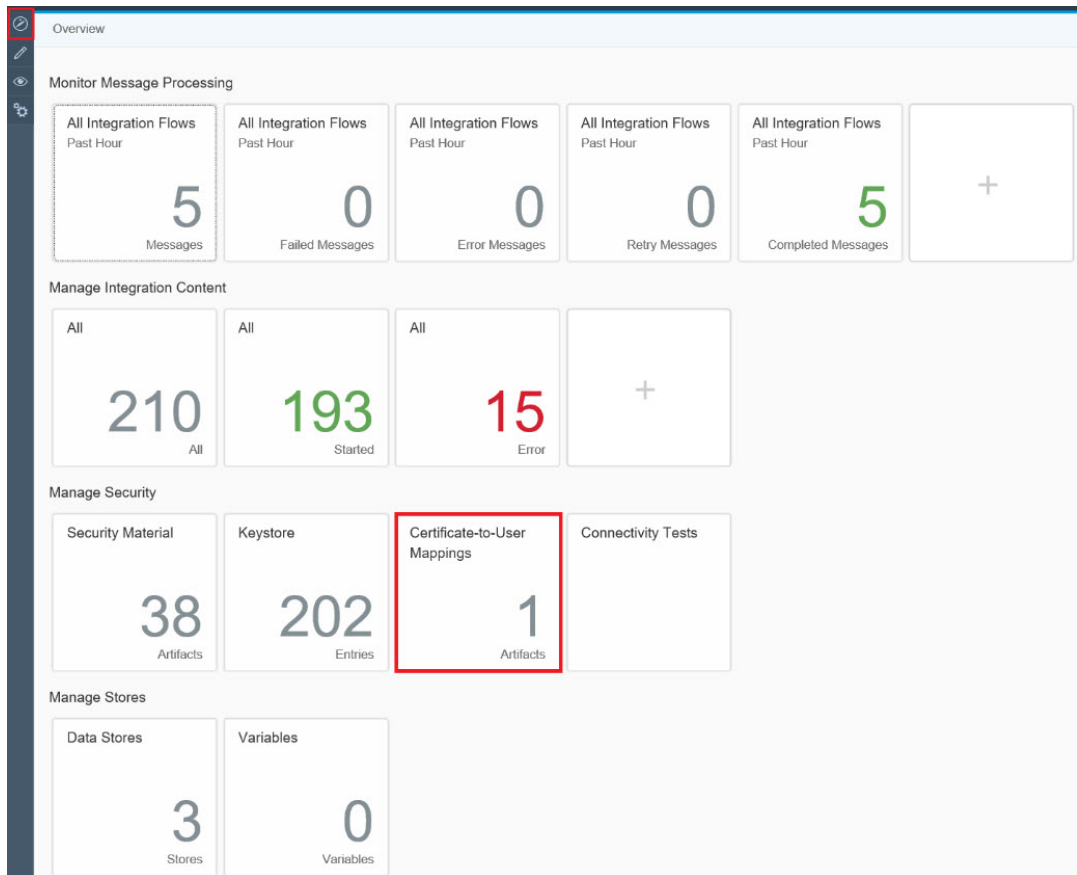 Overview
Monitor Message Processing
All Integration Flows
Past Hour
5
Messages
All Integration Flows
Past Hour
0
Failed Messages
All Integration Flows
Past Hour
0
Error Messages
All Integration Flows
Past Hour
0
Retry Messages
All Integration Flows
Past Hour
5
Completed Messages
+
Manage Integration Content
All
210
All
All
193
Started
All
15
Error
+
Manage Security
Security Material
38
Artifacts
Keystore
202
Entries
Certificate-to-User
Mappings
1
Artifacts
Connectivity Tests
Manage Stores
Data Stores
3
Stores
Variables
0
Variables